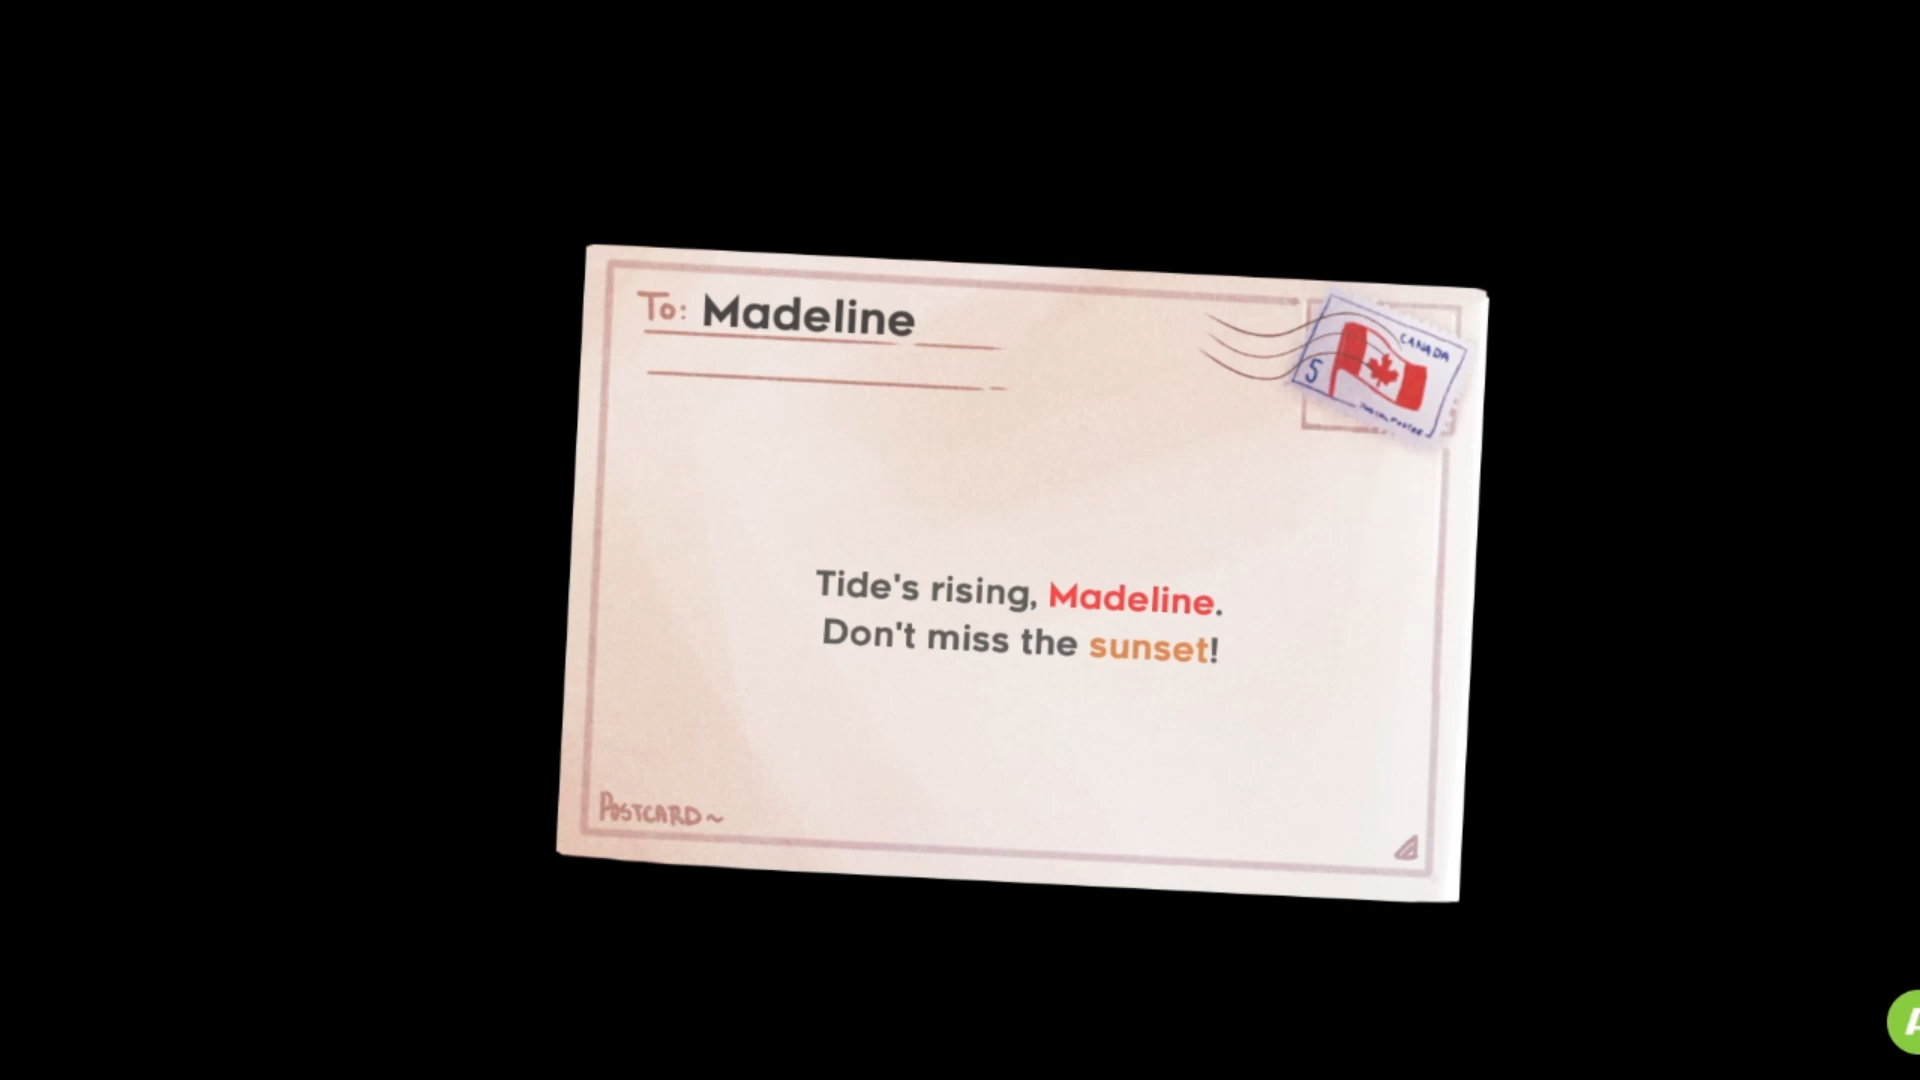 To: Madeline
CANADA
5
Tide's rising, Madeline.
Don't miss the sunset!
POSTCARD~
A